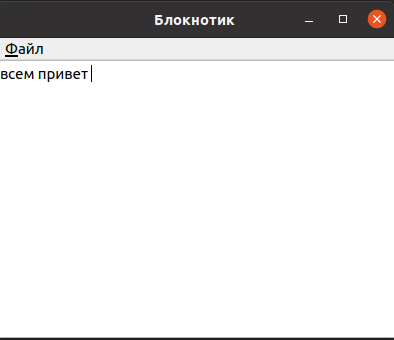 Блокнотик
Файл
всем привет